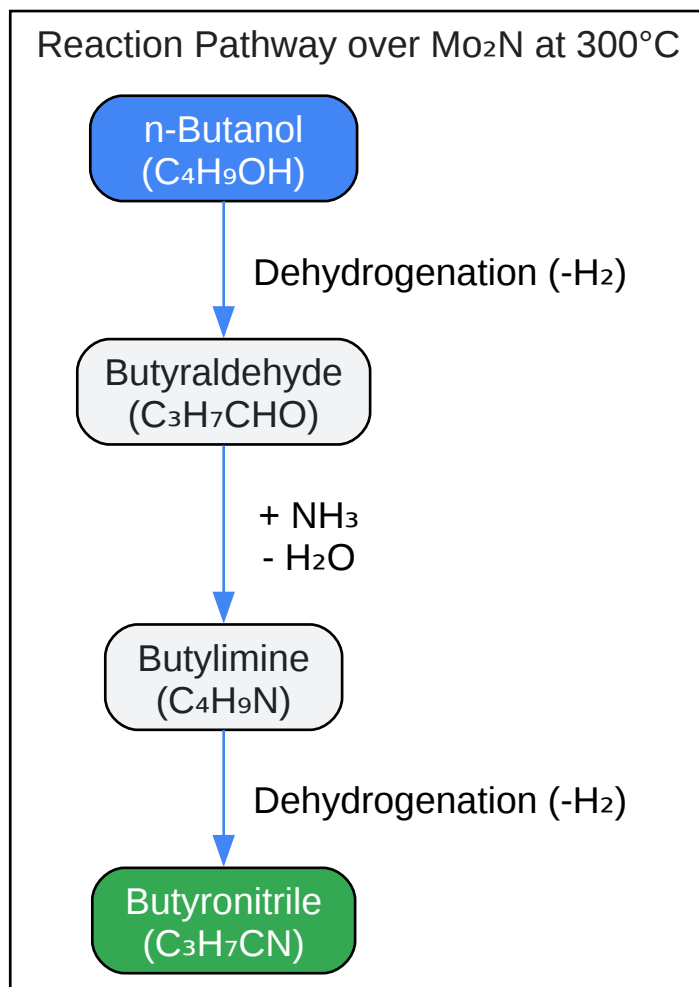 Reaction Pathway over Mo₂N at 300°C
n-Butanol
(C₄H₉OH)
Dehydrogenation (-H₂)
Butyraldehyde
(C₃H₇CHO)
+ NH₃
- H₂O
Butylimine
(C₄H₉N)
Dehydrogenation (-H₂)
Butyronitrile
(C₃H₇CN)